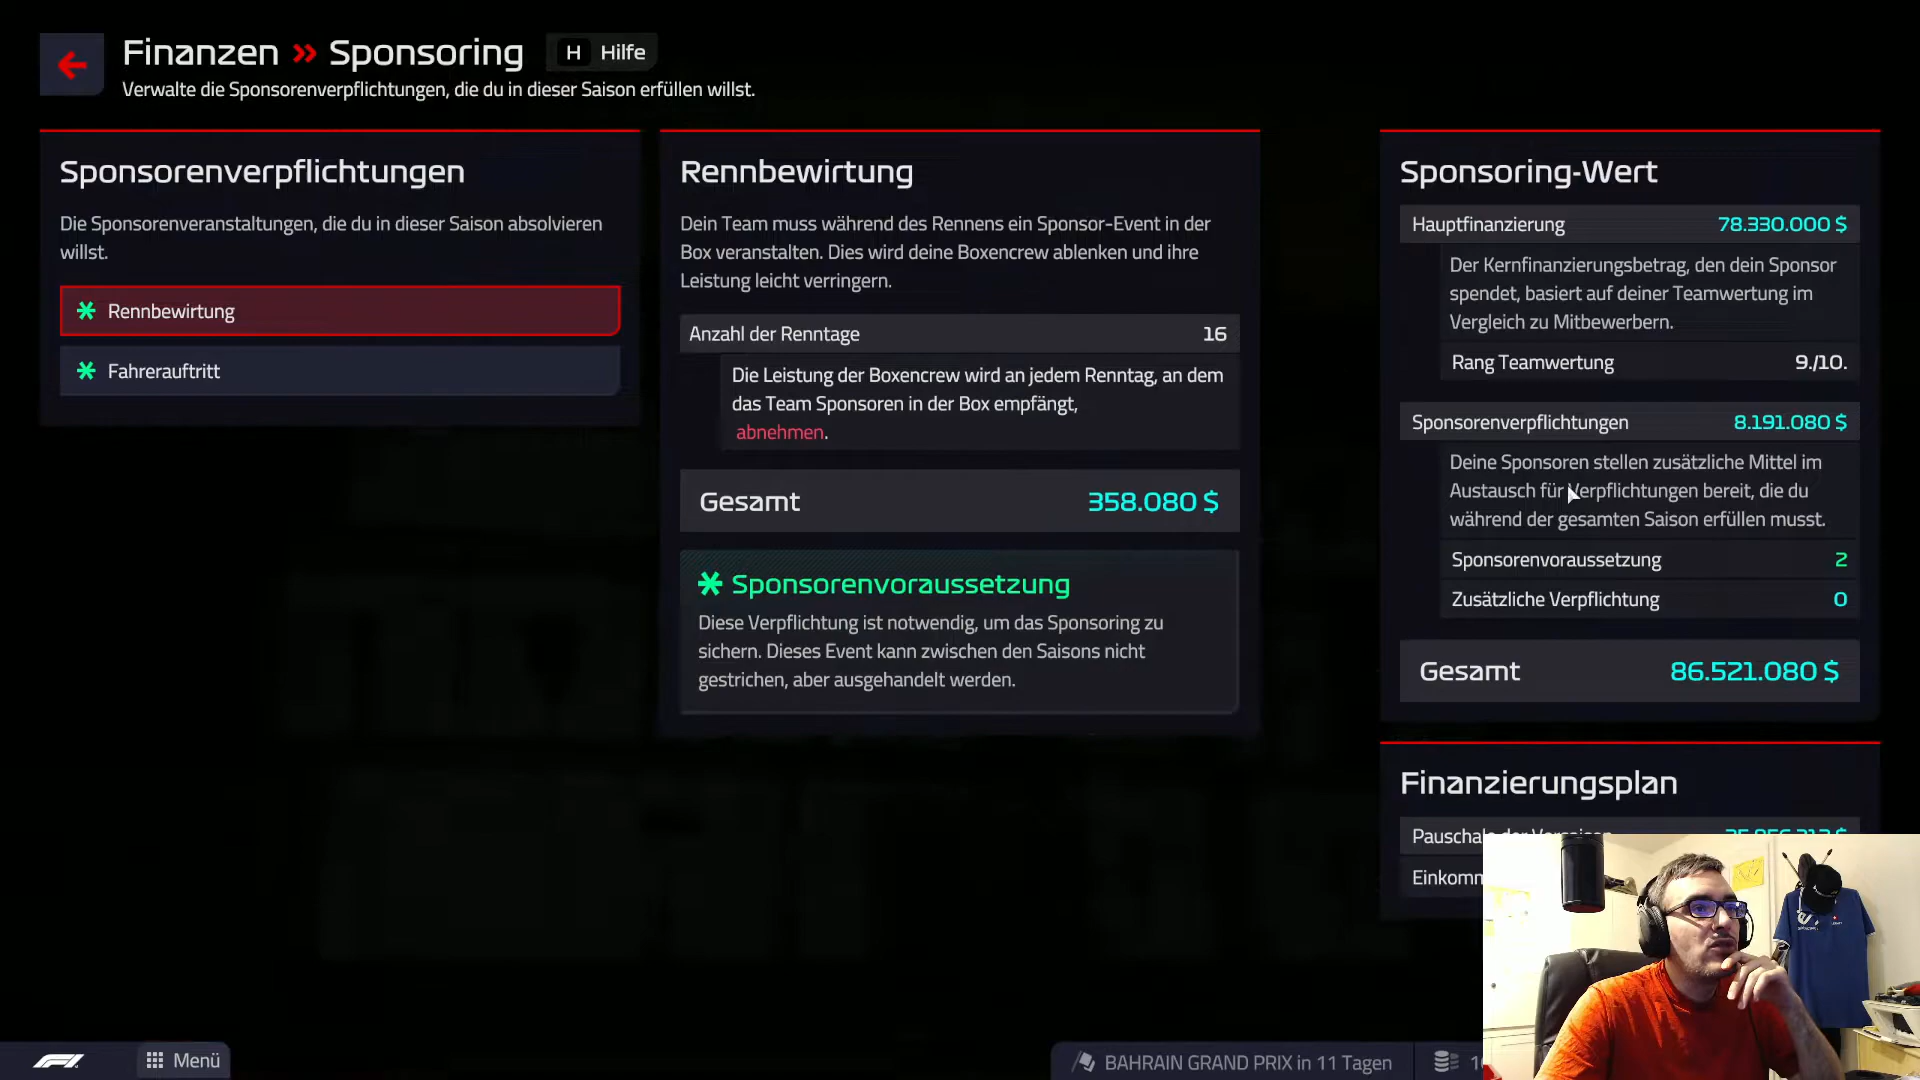 Finanzen » Sponsoring
H Hilfe
Verwalte die Sponsorenverpflichtungen, die du in dieser Saison erfüllen willst.
Sponsorenverpflichtungen
Die Sponsorenveranstaltungen, die du in dieser Saison absolvieren
willst.
Rennbewirtung
Fahrerauftritt
Rennbewirtung
Dein Team muss während des Rennens ein Sponsor-Event in der
Box veranstalten. Dies wird deine Boxencrew ablenken und ihre
Leistung leicht verringern.
Anzahl der Renntage 16
Die Leistung der Boxencrew wird an jedem Renntag, an dem
das Team Sponsoren in der Box empfängt,
abnehmen.
Gesamt 358.080 $
Sponsorenvoraussetzung
Diese Verpflichtung ist notwendig, um das Sponsoring zu
sichern. Dieses Event kann zwischen den Saisons nicht
gestrichen, aber ausgehandelt werden.
Sponsoring-Wert
Hauptfinanzierung 78.330.000 $
Der Kernfinanzierungsbetrag, den dein Sponsor
spendet, basiert auf deiner Teamwertung im
Vergleich zu Mitbewerbern.
Rang Teamwertung 9./10.
Sponsorenverpflichtungen 8.191.080 $
Deine Sponsoren stellen zusätzliche Mittel im
Austausch für Verpflichtungen bereit, die du
während der gesamten Saison erfüllen musst.
Sponsorenvoraussetzung 2
Zusätzliche Verpflichtung 0
Gesamt 86.521.080 $
Finanzierungsplan
F1
Menü
BAHRAIN GRAND PRIX in 11 Tagen